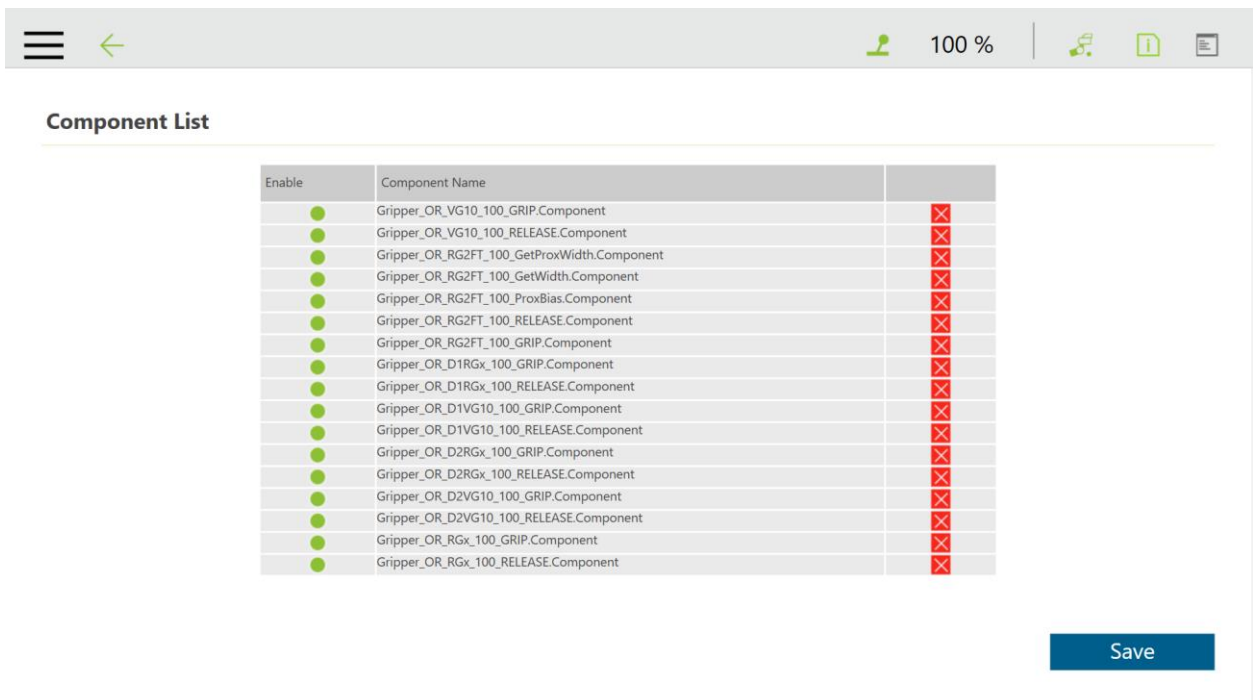 100 %
Component List
Enable Component Name
Gripper_OR_VG10_100_GRIP.Component
Gripper_OR_VG10_100_RELEASE.Component
Gripper_OR_RG2FT_100_GetProxWidth.Component
Gripper_OR_RG2FT_100_GetWidth.Component
Gripper_OR_RG2FT_100_ProxBias.Component
Gripper_OR_RG2FT_100_RELEASE.Component
Gripper_OR_RG2FT_100_GRIP.Component
Gripper_OR_D1RGx_100_GRIP.Component
Gripper_OR_D1RGx_100_RELEASE.Component
Gripper_OR_D1VG10_100_GRIP.Component
Gripper_OR_D1VG10_100_RELEASE.Component
Gripper_OR_D2RGx_100_GRIP.Component
Gripper_OR_D2RGx_100_RELEASE.Component
Gripper_OR_D2VG10_100_GRIP.Component
Gripper_OR_D2VG10_100_RELEASE.Component
Gripper_OR_RGx_100_GRIP.Component
Gripper_OR_RGx_100_RELEASE.Component
Save